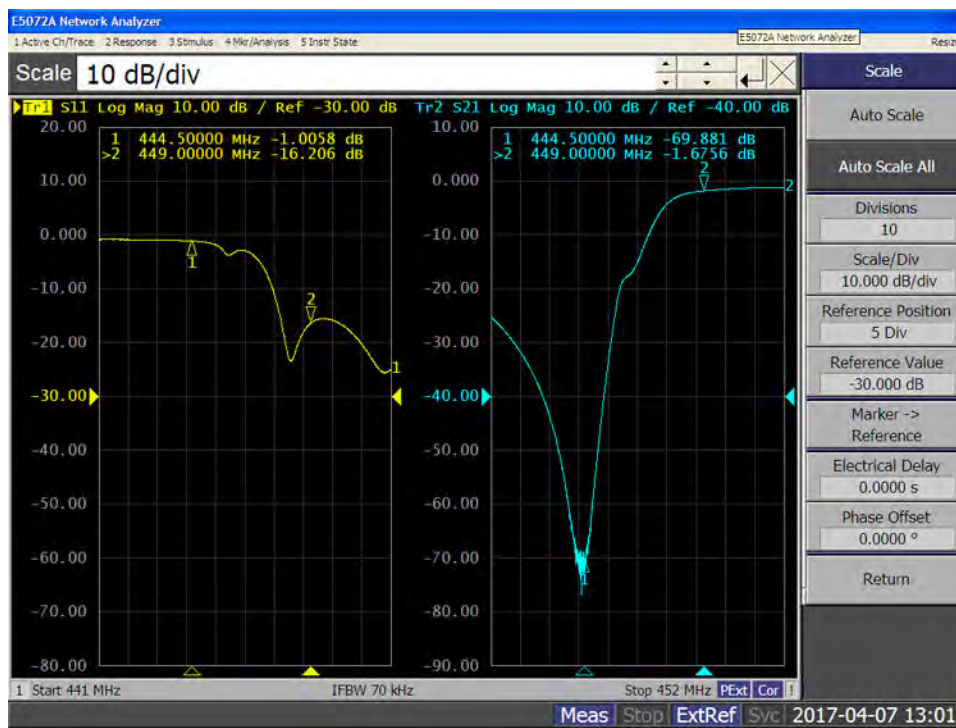 E5072A Network Analyzer
1 Active Ch/Trace 2 Response 3 Stimulus 4 Mkr/Analysis 5 Instr State
E5072A Network Analyzer
Resize
Scale 10 dB/div
Tr1 S11 Log Mag 10.00 dB / Ref -30.00 dB
Tr2 S21 Log Mag 10.00 dB / Ref -40.00 dB
20.00
1 444.50000 MHz -1.0058 dB
>2 449.00000 MHz -16.206 dB
10.00
0.000
-10.00
-20.00
-30.00
-40.00
-50.00
-60.00
-70.00
-80.00
1
2
1
10.00
1 444.50000 MHz -69.881 dB
>2 449.00000 MHz -1.6756 dB
0.000
-10.00
-20.00
-30.00
-40.00
-50.00
-60.00
-70.00
-80.00
-90.00
2
2
1
Scale
Auto Scale
Auto Scale All
Divisions
10
Scale/Div
10.000 dB/div
Reference Position
5 Div
Reference Value
-30.000 dB
Marker ->
Reference
Electrical Delay
0.0000 s
Phase Offset
0.0000 °
Return
1 Start 441 MHz IFBW 70 kHz Stop 452 MHz PExt Cor !
Meas Stop ExtRef Svc 2017-04-07 13:01